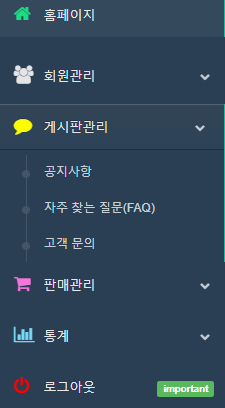 홈페이지
회원관리
게시판관리
공지사항
자주 찾는 질문(FAQ)
고객 문의
판매관리
통계
로그아웃 important